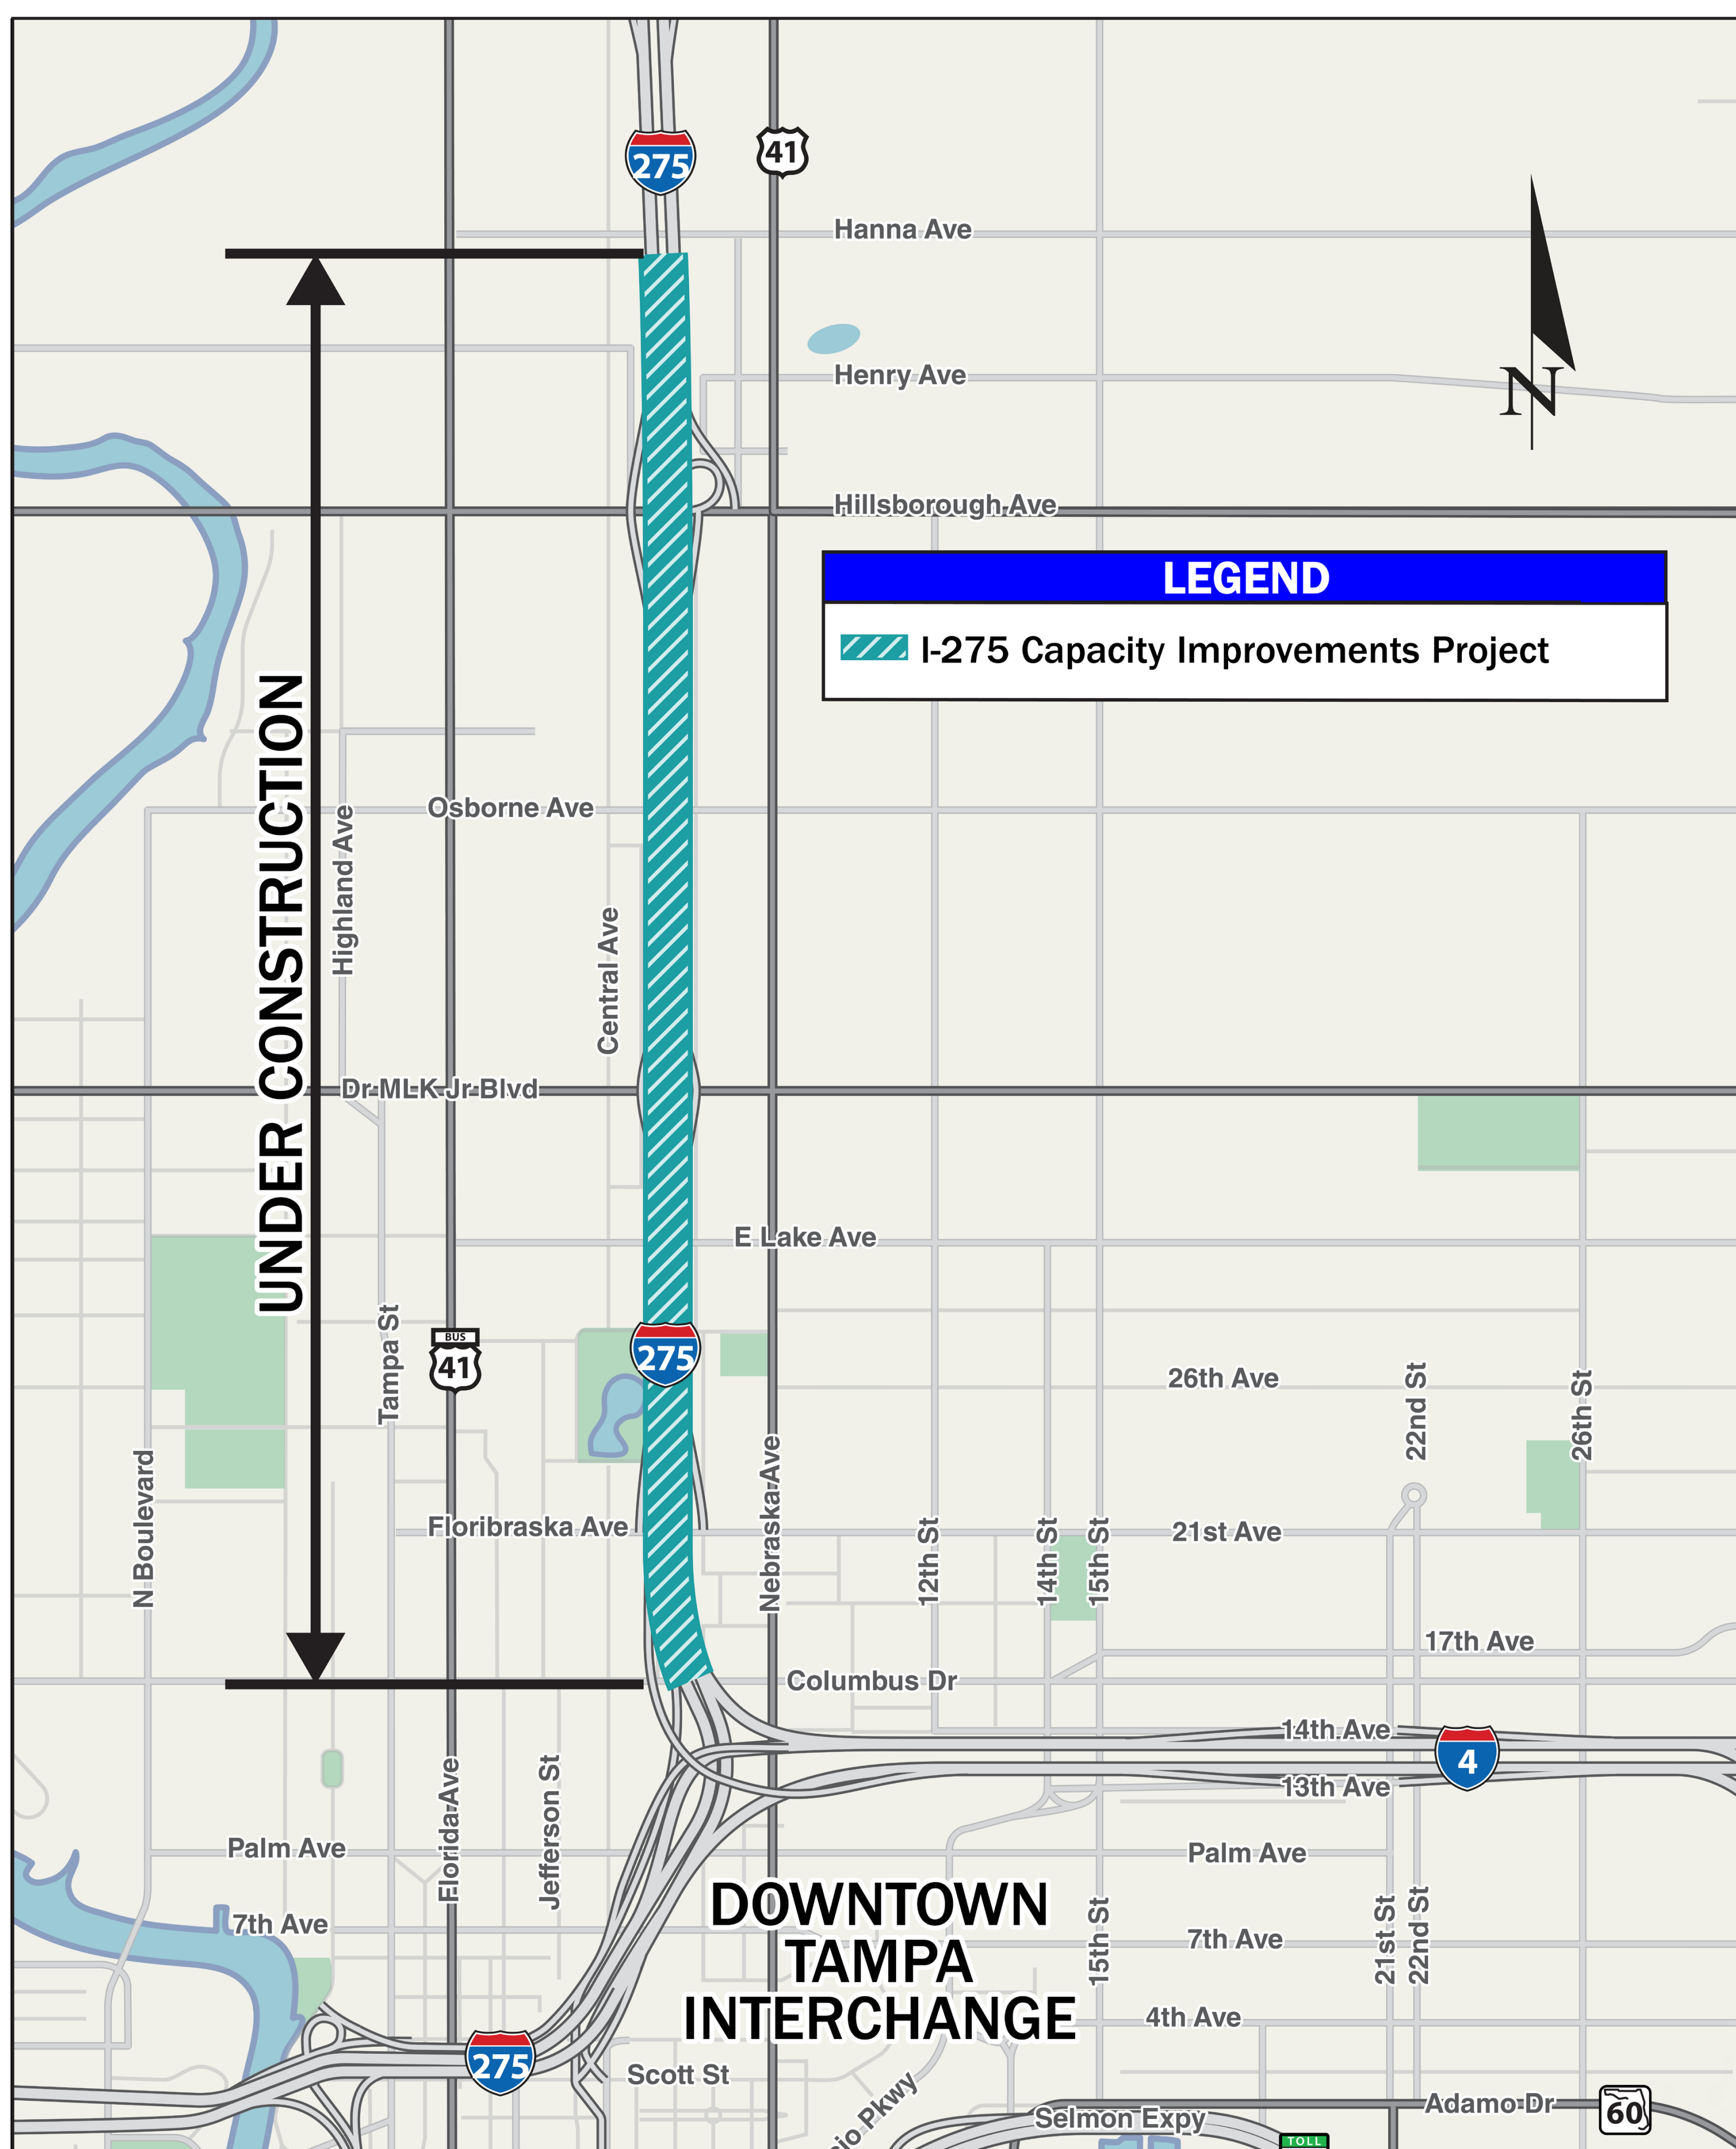 275
41
Hanna Ave
Henry Ave
N
Hillsborough Ave
LEGEND
I-275 Capacity Improvements Project
UNDER CONSTRUCTION
Osborne Ave
Highland Ave
Central Ave
Dr MLK Jr Blvd
E Lake Ave
Tampa St
BUS
41
275
26th Ave
22nd St
26th St
N Boulevard
Floribraska Ave
Nebraska Ave
12th St
14th St
15th St
21st Ave
17th Ave
Columbus Dr
14th Ave
4
13th Ave
Florida Ave
Jefferson St
Palm Ave
Palm Ave
7th Ave
DOWNTOWN
TAMPA
INTERCHANGE
15th St
7th Ave
21st St
22nd St
4th Ave
275
Scott St
Pkwy
Selmon Expy
Adamo Dr
60
TOLL